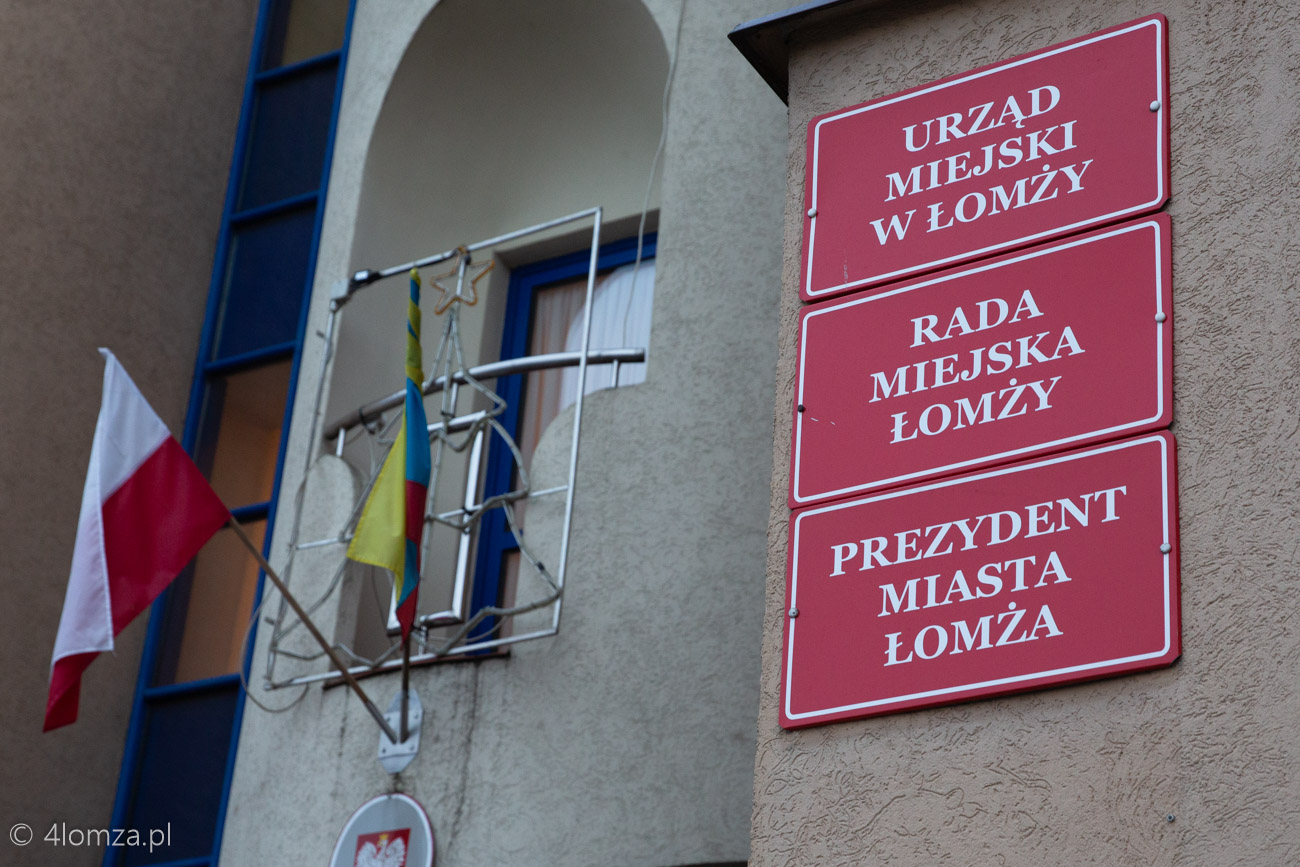 URZĄD
MIEJSKI
W ŁOMŻY
RADA
MIEJSKA
ŁOMŻY
PREZYDENT
MIASTA
ŁOMŻA
© 4lomza.pl